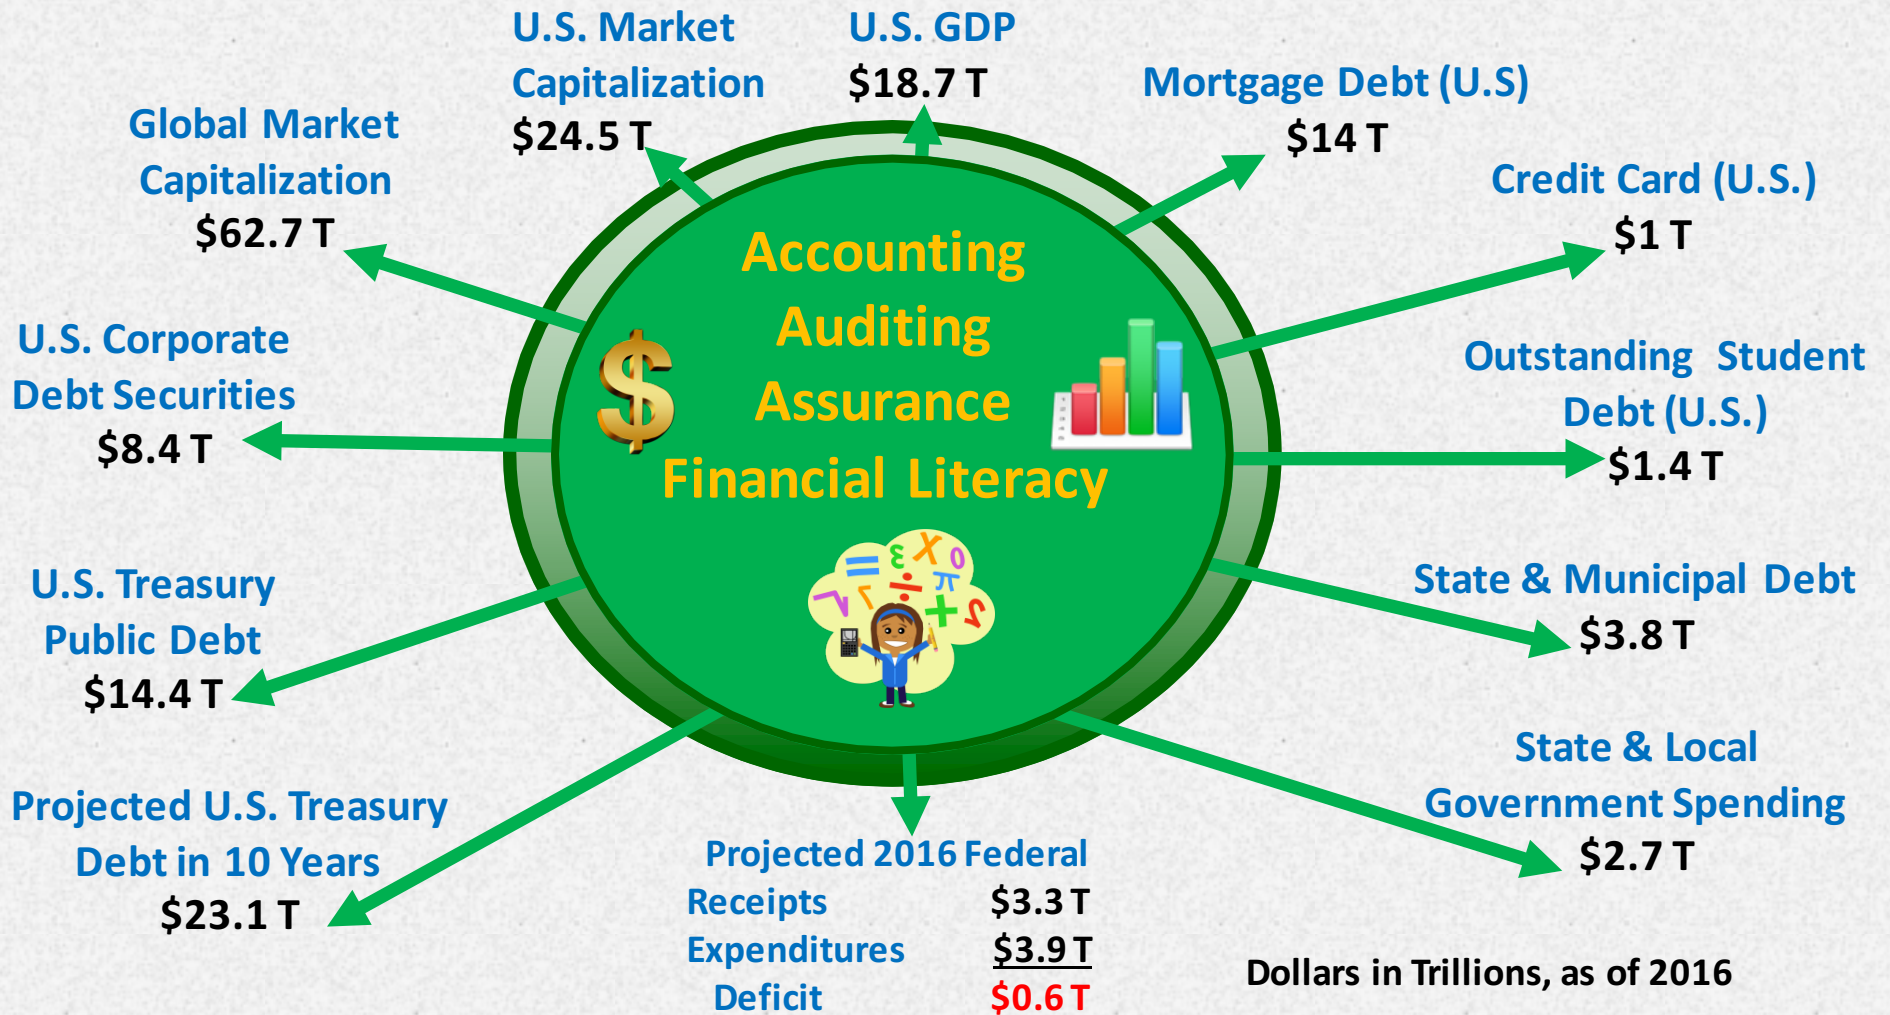 U.S. Market
Capitalization
$24.5 T
U.S. GDP
$18.7 T
Mortgage Debt (U.S)
$14 T
Global Market
Capitalization
$62.7 T
Credit Card (U.S.)
$1 T
Accounting
Auditing
Assurance
Financial Literacy
U.S. Corporate
Debt Securities
$8.4 T
Outstanding Student
Debt (U.S.)
$1.4 T
U.S. Treasury
Public Debt
$14.4 T
State & Municipal Debt
$3.8 T
Projected U.S. Treasury
Debt in 10 Years
$23.1 T
State & Local
Government Spending
$2.7 T
Projected 2016 Federal
Receipts $3.3 T
Expenditures $3.9 T
Deficit $0.6 T
Dollars in Trillions, as of 2016